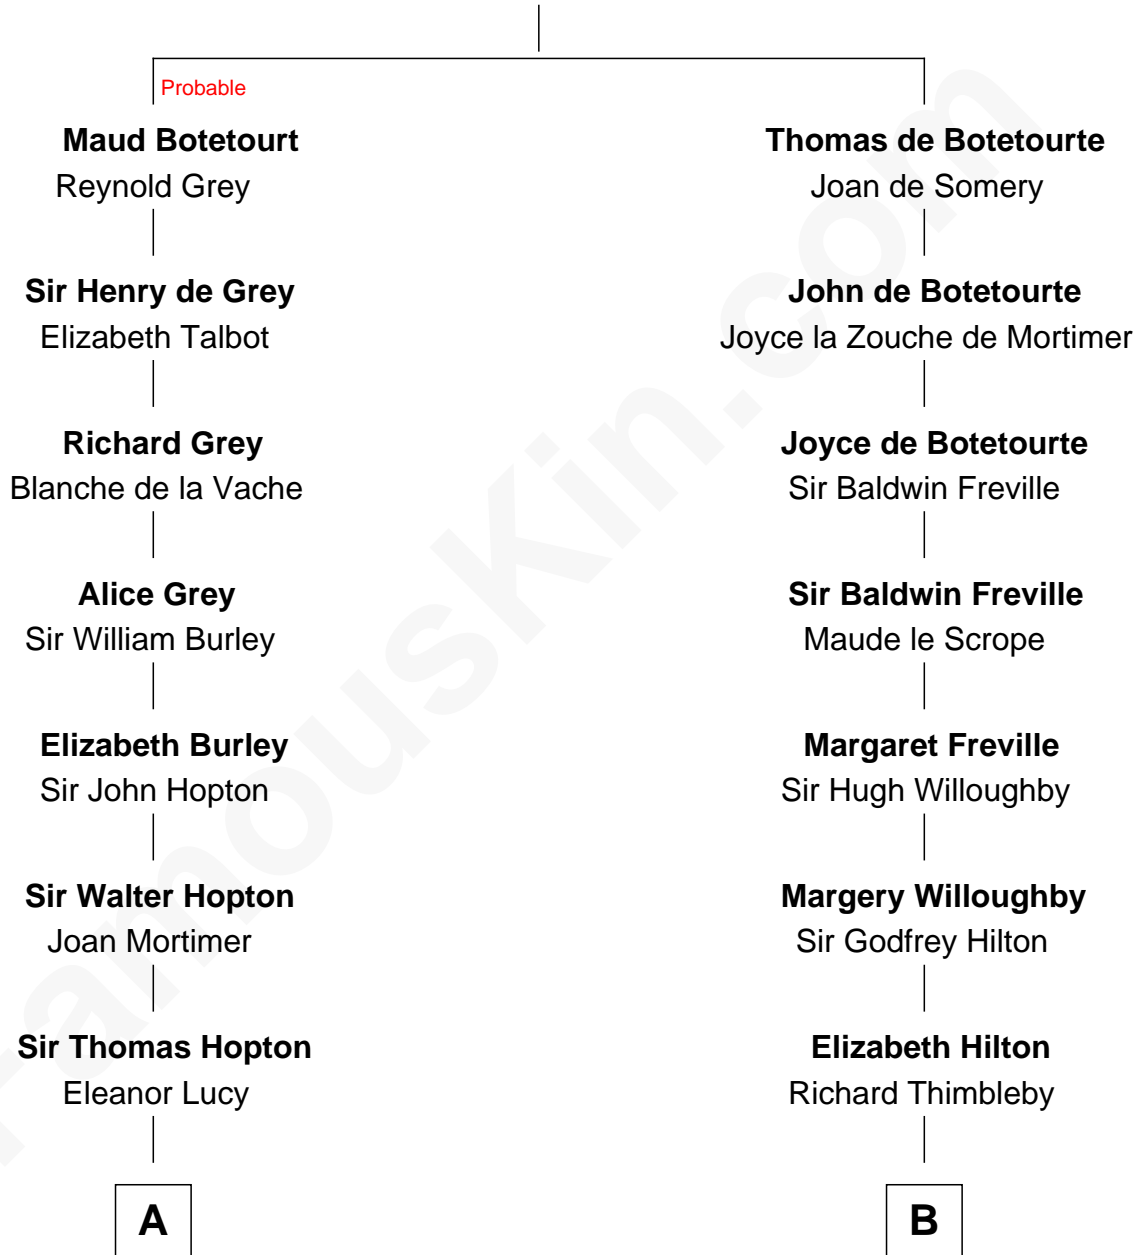 Probable
Maud Botetourt
Reynold Grey
Sir Henry de Grey
Elizabeth Talbot
Richard Grey
Blanche de la Vache
Alice Grey
Sir William Burley
Elizabeth Burley
Sir John Hopton
Sir Walter Hopton
Joan Mortimer
Sir Thomas Hopton
Eleanor Lucy
A
Thomas de Botetourte
Joan de Somery
John de Botetourte
Joyce la Zouche de Mortimer
Joyce de Botetourte
Sir Baldwin Freville
Sir Baldwin Freville
Maude le Scrope
Margaret Freville
Sir Hugh Willoughby
Margery Willoughby
Sir Godfrey Hilton
Elizabeth Hilton
Richard Thimbleby
B
FamousKin.com